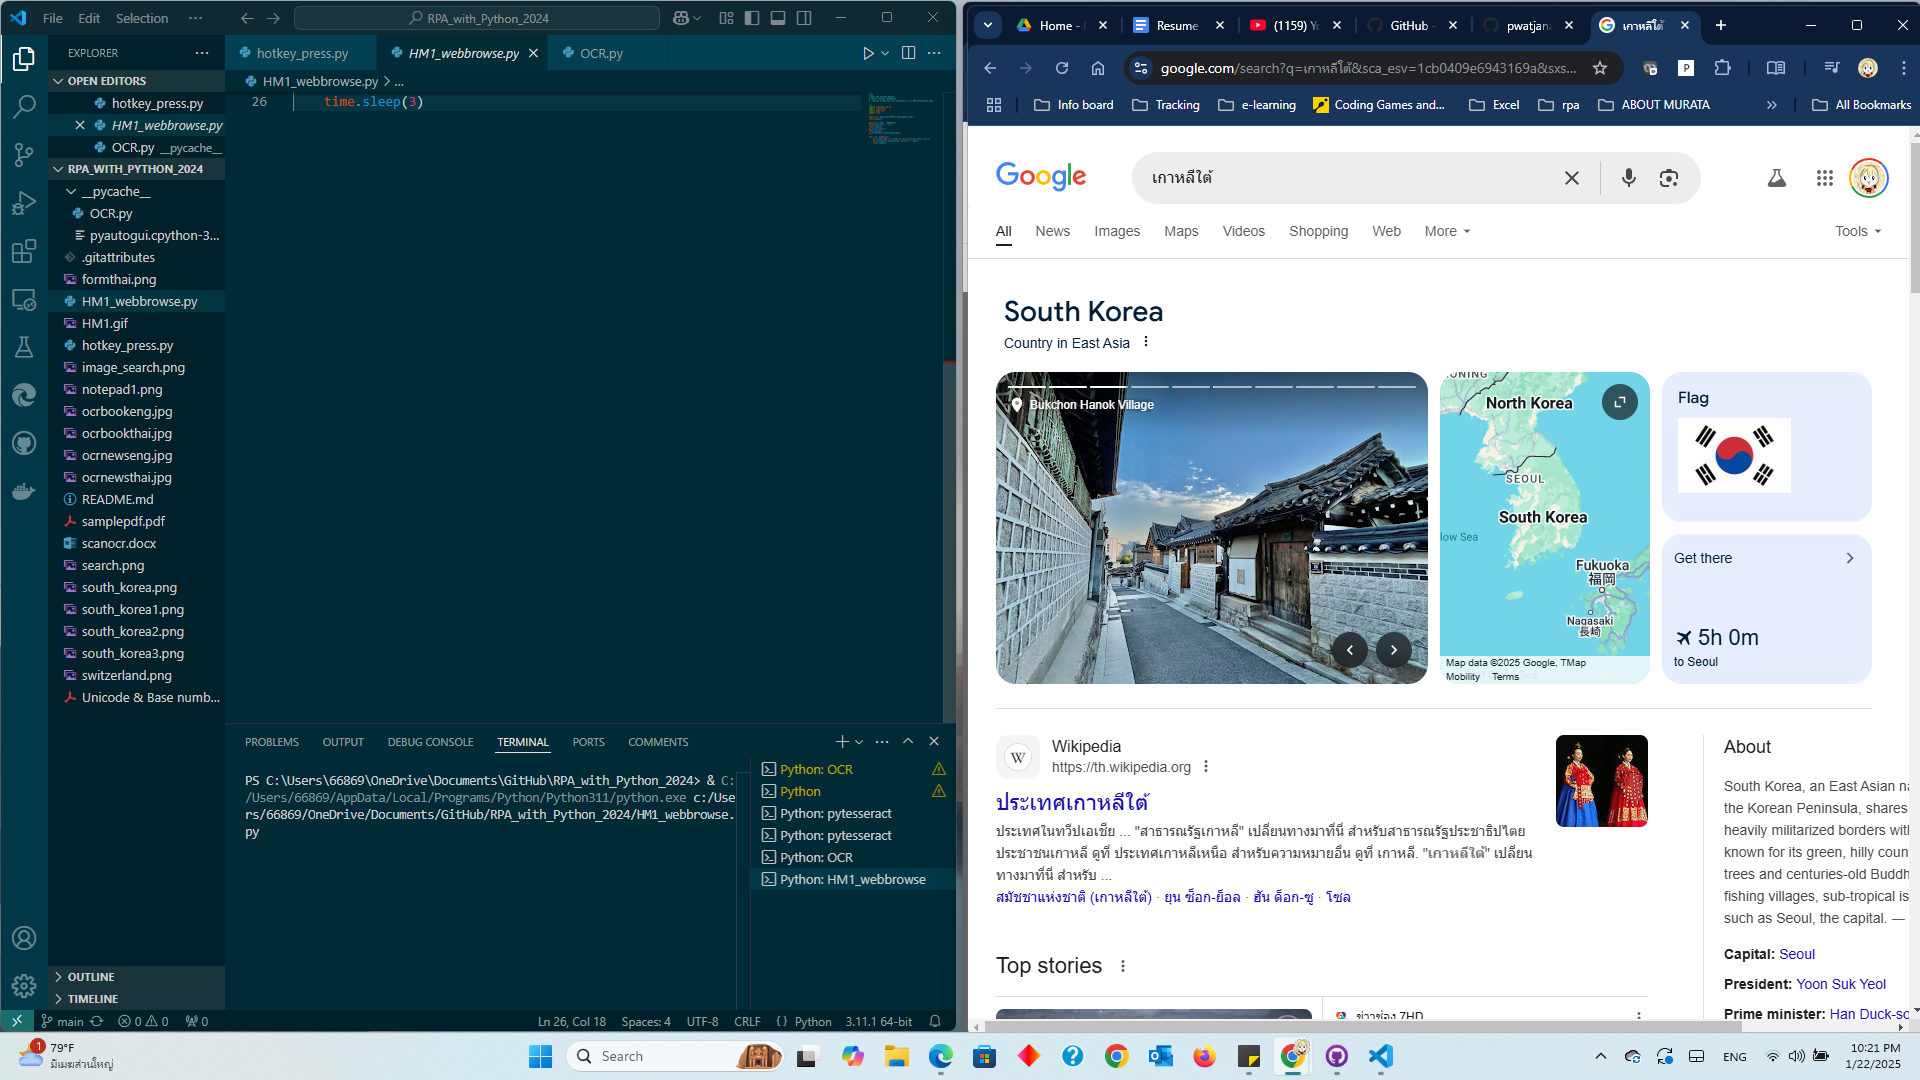 File Edit Selection ···
RPA_with_Python_2024
EXPLORER
OPEN EDITORS
hotkey_press.py
HM1_webbrowse.py
OCR.py __pycache__
RPA_WITH_PYTHON_2024
__pycache__
OCR.py
pyautogui.cpython-3...
.gitattributes
formthai.png
HM1_webbrowse.py
HM1.gif
hotkey_press.py
image_search.png
notepad1.png
ocrbookeng.jpg
ocrbookthai.jpg
ocrnewseng.jpg
ocrnewsthai.jpg
README.md
samplepdf.pdf
scanocr.docx
search.png
south_korea.png
south_korea1.png
south_korea2.png
south_korea3.png
switzerland.png
Unicode & Base numb...
OUTLINE
TIMELINE
hotkey_press.py HM1_webbrowse.py OCR.py
HM1_webbrowse.py > ...
26 time.sleep(3)
PROBLEMS OUTPUT DEBUG CONSOLE TERMINAL PORTS COMMENTS
PS C:\Users\66869\OneDrive\Documents\GitHub\RPA_with_Python_2024> & C:
/Users/66869/AppData/Local/Programs/Python/Python311/python.exe c:/Use
rs/66869/OneDrive/Documents/GitHub/RPA_with_Python_2024/HM1_webbrowse.
py
Python: OCR
Python
Python: pytesseract
Python: pytesseract
Python: OCR
Python: HM1_webbrowse
main 0 0 0 Ln 26, Col 18 Spaces: 4 UTF-8 CRLF {} Python 3.11.1 64-bit
Home - Resume (1159) Yo GitHub - pwatjana เกาหลีใต้
google.com/search?q=เกาหลีใต้&sca_esv=1cb0409e6943169a&sxs...
Info board Tracking e-learning Coding Games and... Excel rpa ABOUT MURATA » All Bookmarks
Google เกาหลีใต้
All News Images Maps Videos Shopping Web More Tools
South Korea
Country in East Asia
Bukchon Hanok Village
North Korea
SEOUL
South Korea
low Sea
Fukuoka
福岡
Nagasaki
長崎
Map data ©2025 Google, TMap
Mobility Terms
Flag
Get there
5h 0m
to Seoul
W
Wikipedia
https://th.wikipedia.org
ประเทศเกาหลีใต้
ประเทศในทวีปเอเชีย ... "สาธารณรัฐเกาหลี" เปลี่ยนทางมาที่นี่ สำหรับสาธารณรัฐประชาธิปไตย
ประชาชนเกาหลี ดูที่ ประเทศเกาหลีเหนือ สำหรับความหมายอื่น ดูที่ เกาหลี. "เกาหลีใต้" เปลี่ยน
ทางมาที่นี่ สำหรับ ...
สมัชชาแห่งชาติ (เกาหลีใต้) · ยุน ซ็อก-ย็อล · ฮัน ด็อก-ซู · โซล
Top stories
ข่าวช่อง 7HD
About
South Korea, an East Asian na
the Korean Peninsula, shares
heavily militarized borders with
known for its green, hilly coun
trees and centuries-old Buddh
fishing villages, sub-tropical is
such as Seoul, the capital. —
Capital: Seoul
President: Yoon Suk Yeol
Prime minister: Han Duck-so
1
79°F
มีเมฆส่วนใหญ่
Search
ENG
10:21 PM
1/22/2025